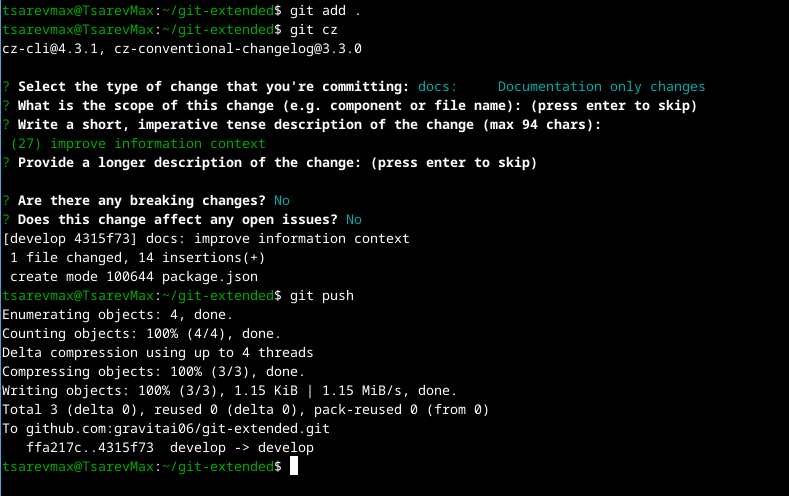 tsarevmax@TsarevMax:~/git-extended$ git add .
tsarevmax@TsarevMax:~/git-extended$ git cz
cz-cli@4.3.1, cz-conventional-changelog@3.3.0
? Select the type of change that you're committing: docs:     Documentation only changes
? What is the scope of this change (e.g. component or file name): (press enter to skip)
? Write a short, imperative tense description of the change (max 94 chars):
 (27) improve information context
? Provide a longer description of the change: (press enter to skip)
? Are there any breaking changes? No
? Does this change affect any open issues? No
[develop 4315f73] docs: improve information context
 1 file changed, 14 insertions(+)
 create mode 100644 package.json
tsarevmax@TsarevMax:~/git-extended$ git push
Enumerating objects: 4, done.
Counting objects: 100% (4/4), done.
Delta compression using up to 4 threads
Compressing objects: 100% (3/3), done.
Writing objects: 100% (3/3), 1.15 KiB | 1.15 MiB/s, done.
Total 3 (delta 0), reused 0 (delta 0), pack-reused 0 (from 0)
To github.com:gravitai06/git-extended.git
   ffa217c..4315f73  develop -> develop
tsarevmax@TsarevMax:~/git-extended$